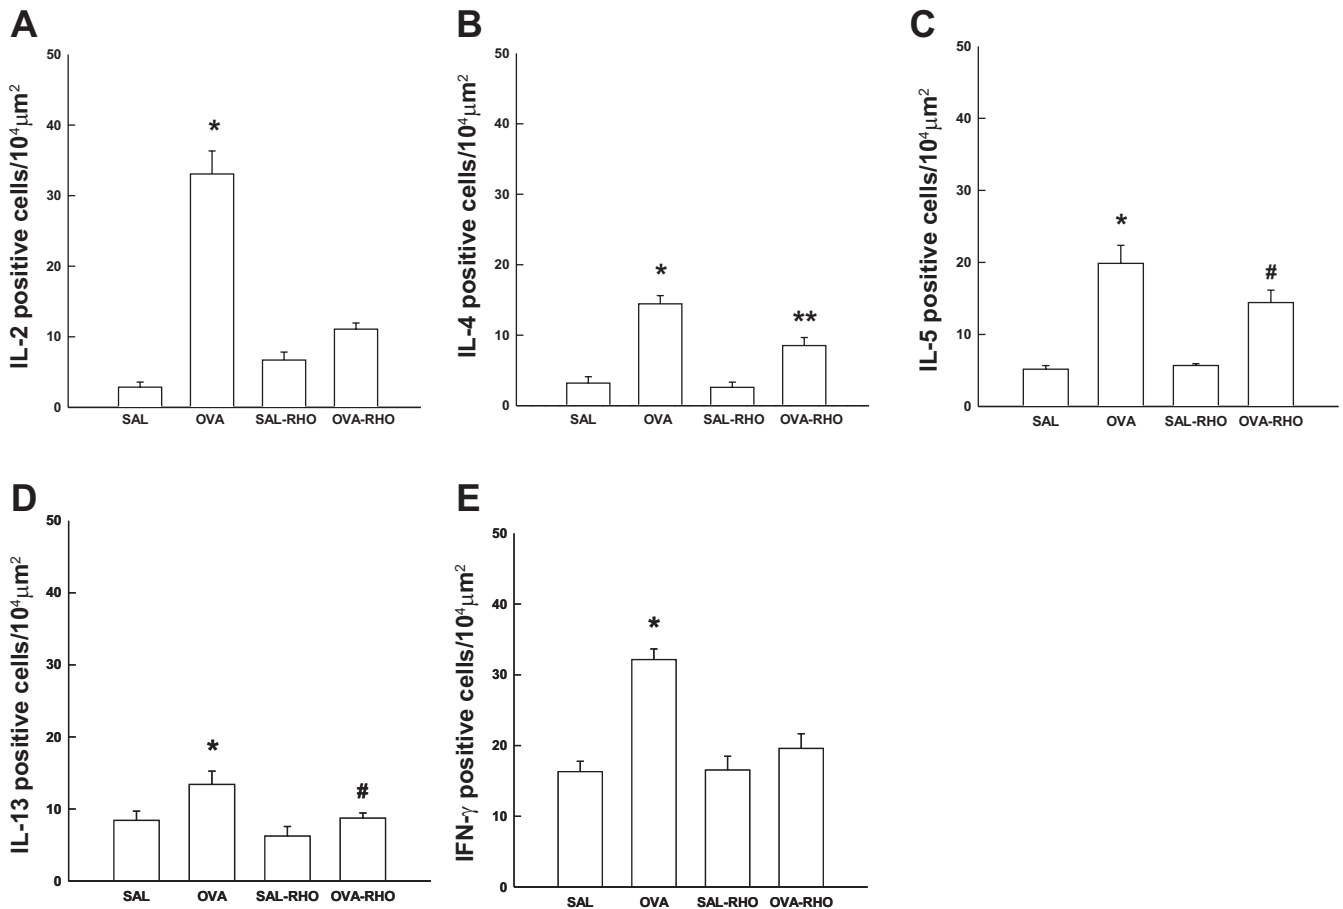 A
IL-2 positive cells/10⁴μm²
50
40
30
20
10
0
*
SAL OVA SAL-RHO OVA-RHO
B
IL-4 positive cells/10⁴μm²
50
40
30
20
10
0
*
**
SAL OVA SAL-RHO OVA-RHO
C
IL-5 positive cells/10⁴μm²
50
40
30
20
10
0
*
#
SAL OVA SAL-RHO OVA-RHO
D
IL-13 positive cells/10⁴μm²
50
40
30
20
10
0
*
#
SAL OVA SAL-RHO OVA-RHO
E
IFN-γ positive cells/10⁴μm²
50
40
30
20
10
0
*
SAL OVA SAL-RHO OVA-RHO